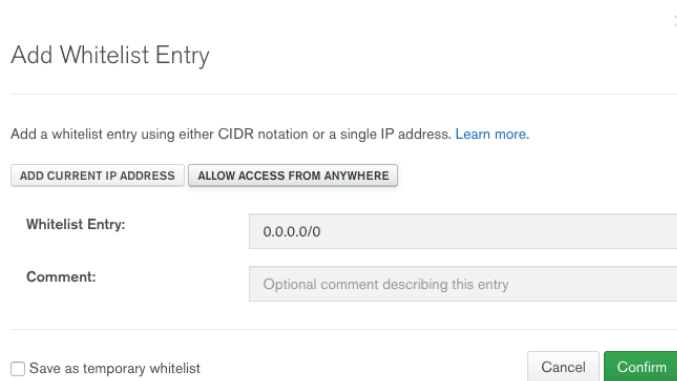 Add Whitelist Entry
Add a whitelist entry using either CIDR notation or a single IP address. Learn more.
ADD CURRENT IP ADDRESS ALLOW ACCESS FROM ANYWHERE
Whitelist Entry: 0.0.0.0/0
Comment: Optional comment describing this entry
Save as temporary whitelist Cancel Confirm